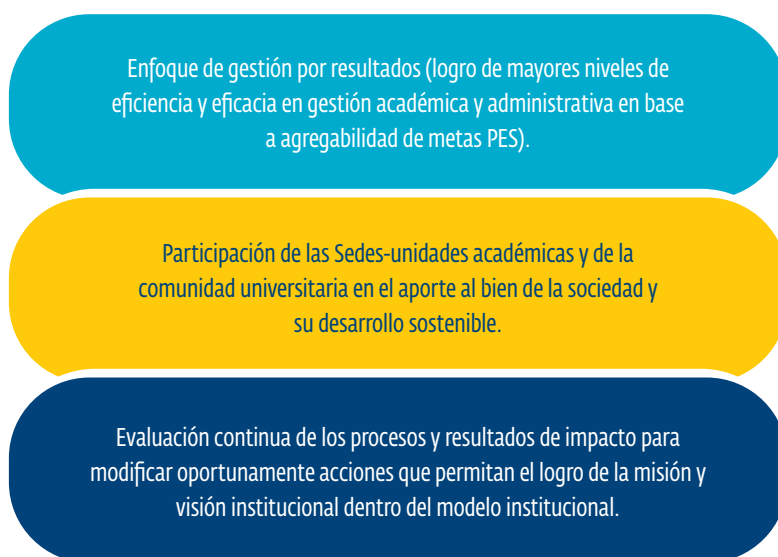 Enfoque de gestión por resultados (logro de mayores niveles de
eficiencia y eficacia en gestión académica y administrativa en base
a agregabilidad de metas PES).
Participación de las Sedes-unidades académicas y de la
comunidad universitaria en el aporte al bien de la sociedad y
su desarrollo sostenible.
Evaluación continua de los procesos y resultados de impacto para
modificar oportunamente acciones que permitan el logro de la misión y
visión institucional dentro del modelo institucional.